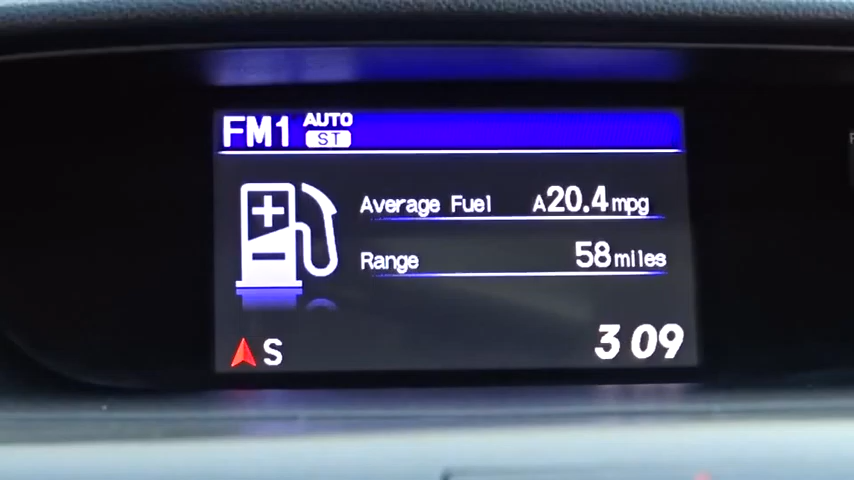 FM1 AUTO ST
Average Fuel A20.4mpg
Range 58miles
S 3 09